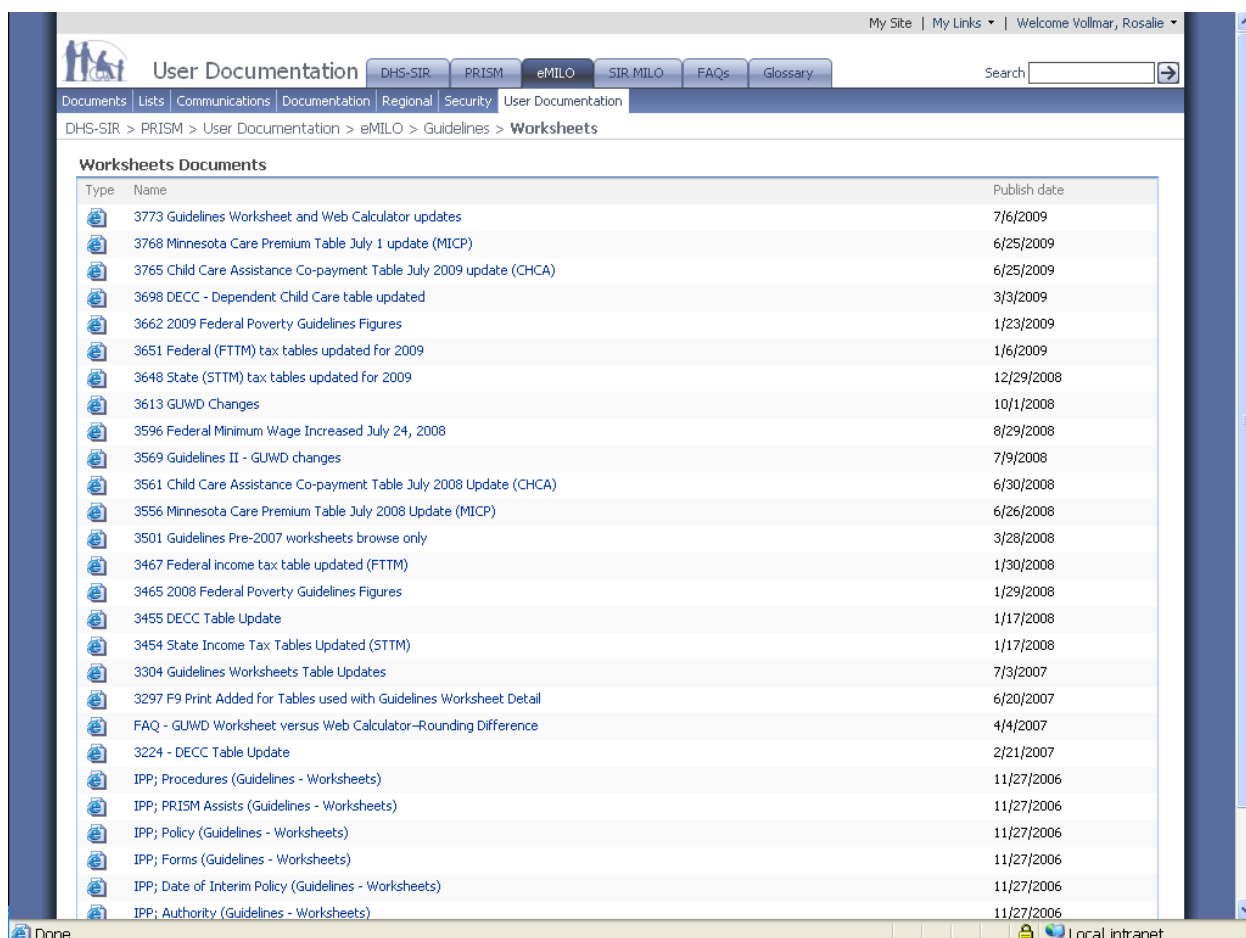 My Site | My Links | Welcome Vollmar, Rosalie
User Documentation DHS-SIR PRISM eMILO SIR MILO FAQs Glossary Search
Documents Lists Communications Documentation Regional Security User Documentation
DHS-SIR > PRISM > User Documentation > eMILO > Guidelines > Worksheets
Worksheets Documents
Type Name Publish date
3773 Guidelines Worksheet and Web Calculator updates 7/6/2009
3768 Minnesota Care Premium Table July 1 update (MICP) 6/25/2009
3765 Child Care Assistance Co-payment Table July 2009 update (CHCA) 6/25/2009
3698 DECC - Dependent Child Care table updated 3/3/2009
3662 2009 Federal Poverty Guidelines Figures 1/23/2009
3651 Federal (FTTM) tax tables updated for 2009 1/6/2009
3648 State (STTM) tax tables updated for 2009 12/29/2008
3613 GUWD Changes 10/1/2008
3596 Federal Minimum Wage Increased July 24, 2008 8/29/2008
3569 Guidelines II - GUWD changes 7/9/2008
3561 Child Care Assistance Co-payment Table July 2008 Update (CHCA) 6/30/2008
3556 Minnesota Care Premium Table July 2008 Update (MICP) 6/26/2008
3501 Guidelines Pre-2007 worksheets browse only 3/28/2008
3467 Federal income tax table updated (FTTM) 1/30/2008
3465 2008 Federal Poverty Guidelines Figures 1/29/2008
3455 DECC Table Update 1/17/2008
3454 State Income Tax Tables Updated (STTM) 1/17/2008
3304 Guidelines Worksheets Table Updates 7/3/2007
3297 F9 Print Added for Tables used with Guidelines Worksheet Detail 6/20/2007
FAQ - GUWD Worksheet versus Web Calculator–Rounding Difference 4/4/2007
3224 - DECC Table Update 2/21/2007
IPP; Procedures (Guidelines - Worksheets) 11/27/2006
IPP; PRISM Assists (Guidelines - Worksheets) 11/27/2006
IPP; Policy (Guidelines - Worksheets) 11/27/2006
IPP; Forms (Guidelines - Worksheets) 11/27/2006
IPP; Date of Interim Policy (Guidelines - Worksheets) 11/27/2006
IPP; Authority (Guidelines - Worksheets) 11/27/2006
Done Local intranet